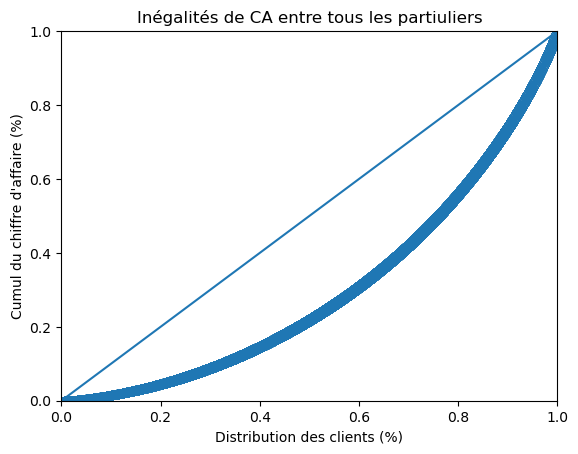 Inégalités de CA entre tous les partiuliers
1.0
0.8
0.6
0.4
0.2
0.0
Cumul du chiffre d'affaire (%)
0.0 0.2 0.4 0.6 0.8 1.0
Distribution des clients (%)